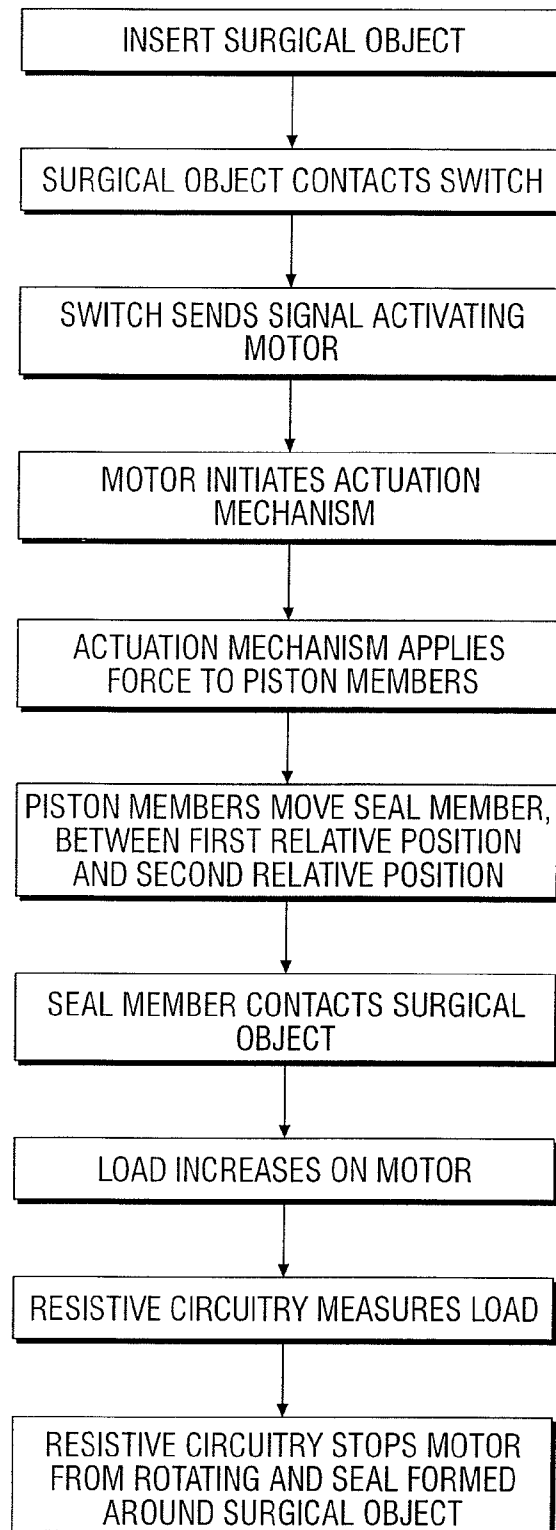 INSERT SURGICAL OBJECT
SURGICAL OBJECT CONTACTS SWITCH
SWITCH SENDS SIGNAL ACTIVATING
MOTOR
MOTOR INITIATES ACTUATION
MECHANISM
ACTUATION MECHANISM APPLIES
FORCE TO PISTON MEMBERS
PISTON MEMBERS MOVE SEAL MEMBER,
BETWEEN FIRST RELATIVE POSITION
AND SECOND RELATIVE POSITION
SEAL MEMBER CONTACTS SURGICAL
OBJECT
LOAD INCREASES ON MOTOR
RESISTIVE CIRCUITRY MEASURES LOAD
RESISTIVE CIRCUITRY STOPS MOTOR
FROM ROTATING AND SEAL FORMED
AROUND SURGICAL OBJECT